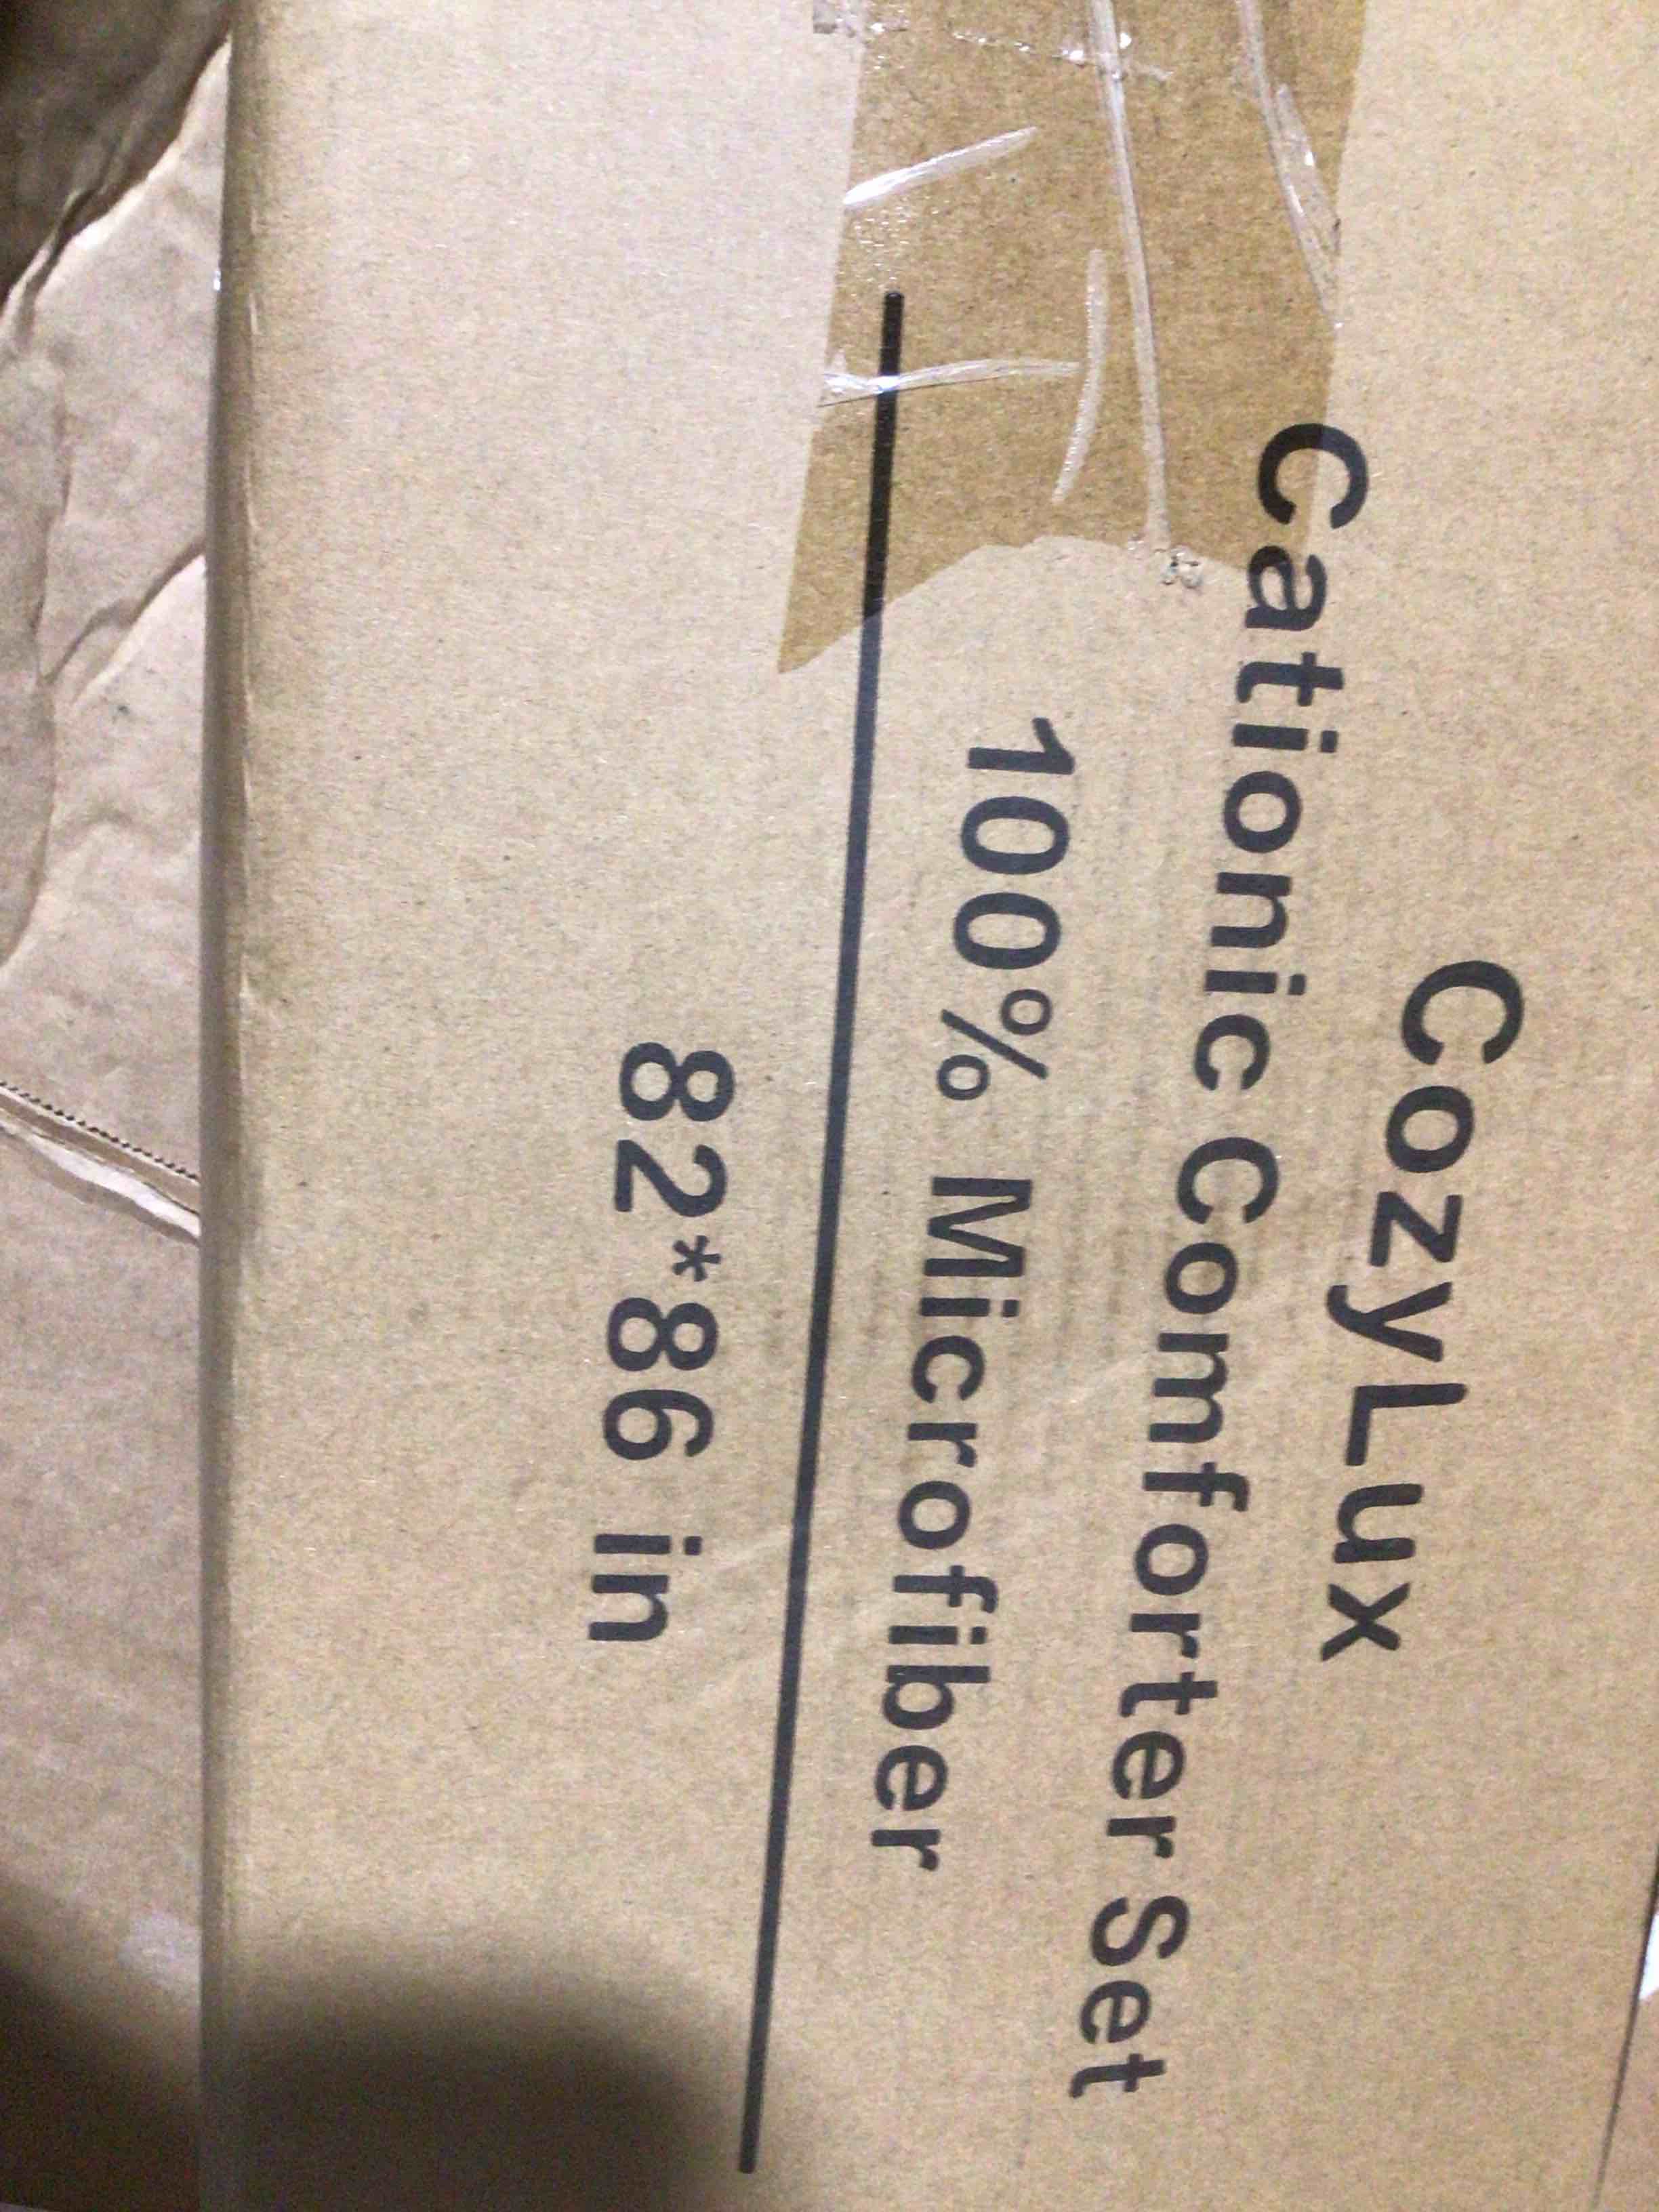 CozyLux
Cationic Comforter Set
100% Microfiber
82*86 in